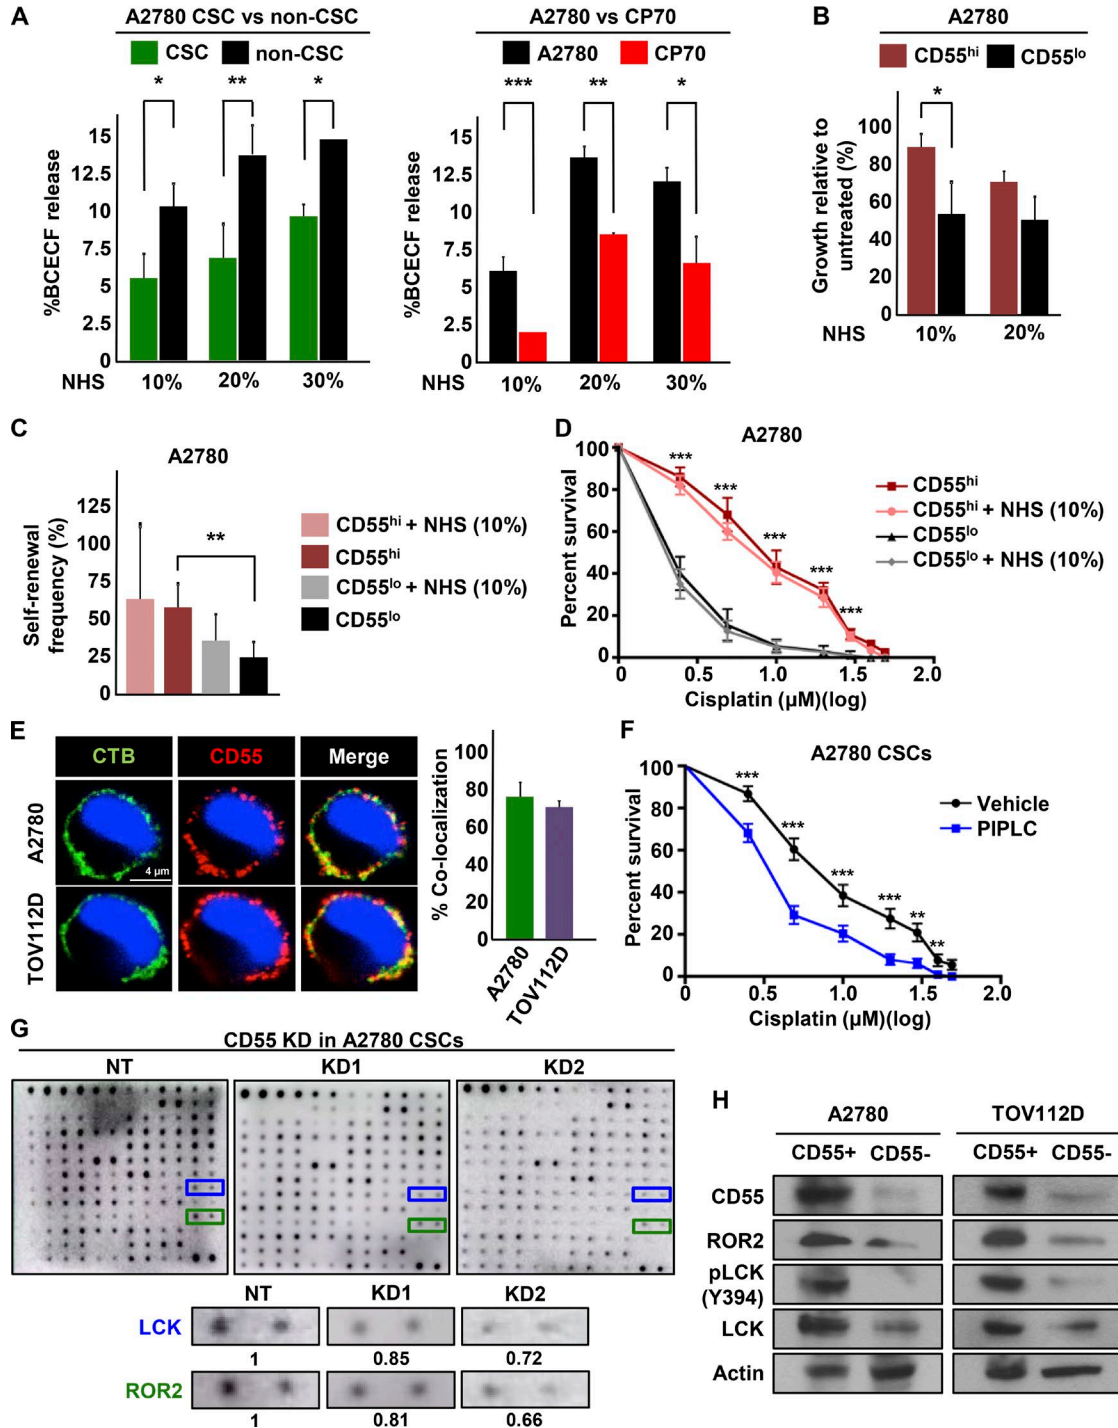 A
A2780 CSC vs non-CSC
CSC non-CSC
* ** *
%BCECF release
15
12.5
10
7.5
5
2.5
0
NHS 10% 20% 30%
A2780 vs CP70
A2780 CP70
*** ** *
%BCECF release
15
12.5
10
7.5
5
2.5
0
NHS 10% 20% 30%
B
A2780
CD55hi CD55lo
*
Growth relative to
untreated (%)
100
80
60
40
20
0
NHS 10% 20%
C
A2780
Self-renewal
frequency (%)
125
100
75
50
25
0
**
CD55hi + NHS (10%)
CD55hi
CD55lo + NHS (10%)
CD55lo
D
A2780
Percent survival
100
80
60
40
20
0
*** *** *** *** ***
0 0.5 1.0 1.5 2.0
Cisplatin (µM)(log)
CD55hi
CD55hi + NHS (10%)
CD55lo
CD55lo + NHS (10%)
E
CTB CD55 Merge
A2780
4 µm
TOV112D
% Co-localization
100
80
60
40
20
0
A2780
TOV112D
F
A2780 CSCs
Percent survival
100
80
60
40
20
0
*** *** *** *** ** **
Vehicle
PIPLC
0 0.5 1.0 1.5 2.0
Cisplatin (µM)(log)
G
CD55 KD in A2780 CSCs
NT KD1 KD2
NT KD1 KD2
LCK
1 0.85 0.72
ROR2
1 0.81 0.66
H
A2780 TOV112D
CD55+ CD55- CD55+ CD55-
CD55
ROR2
pLCK
(Y394)
LCK
Actin